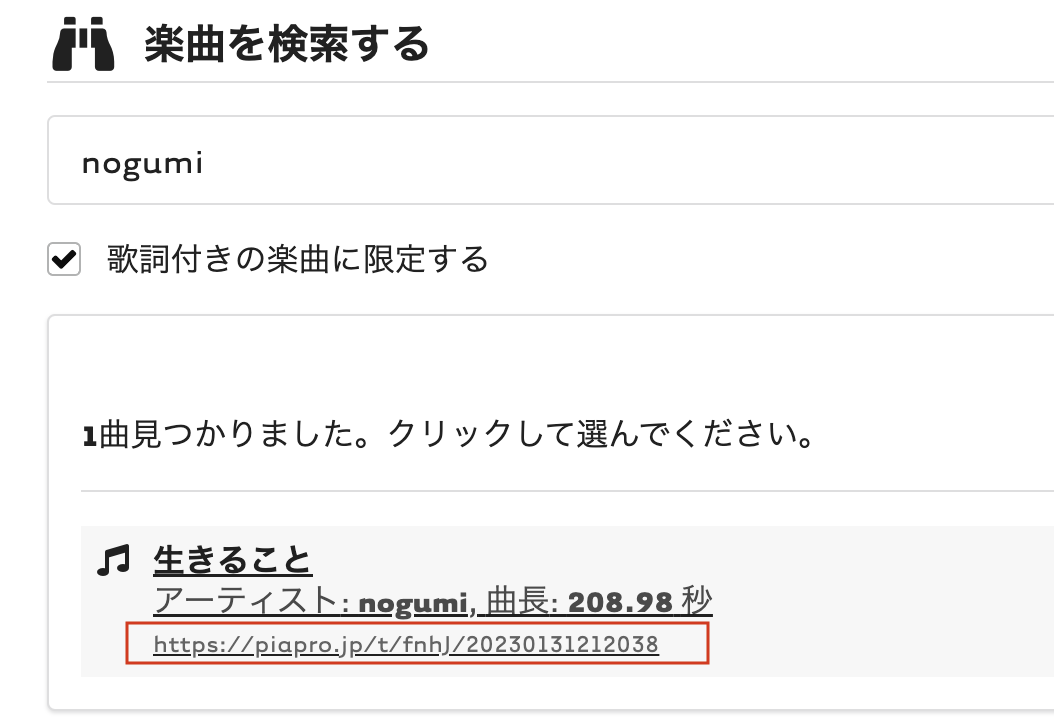 楽曲を検索する
nogumi
歌詞付きの楽曲に限定する
1曲見つかりました。クリックして選んでください。
生きること
アーティスト: nogumi, 曲長: 208.98 秒
https://piapro.jp/t/fnhJ/20230131212038